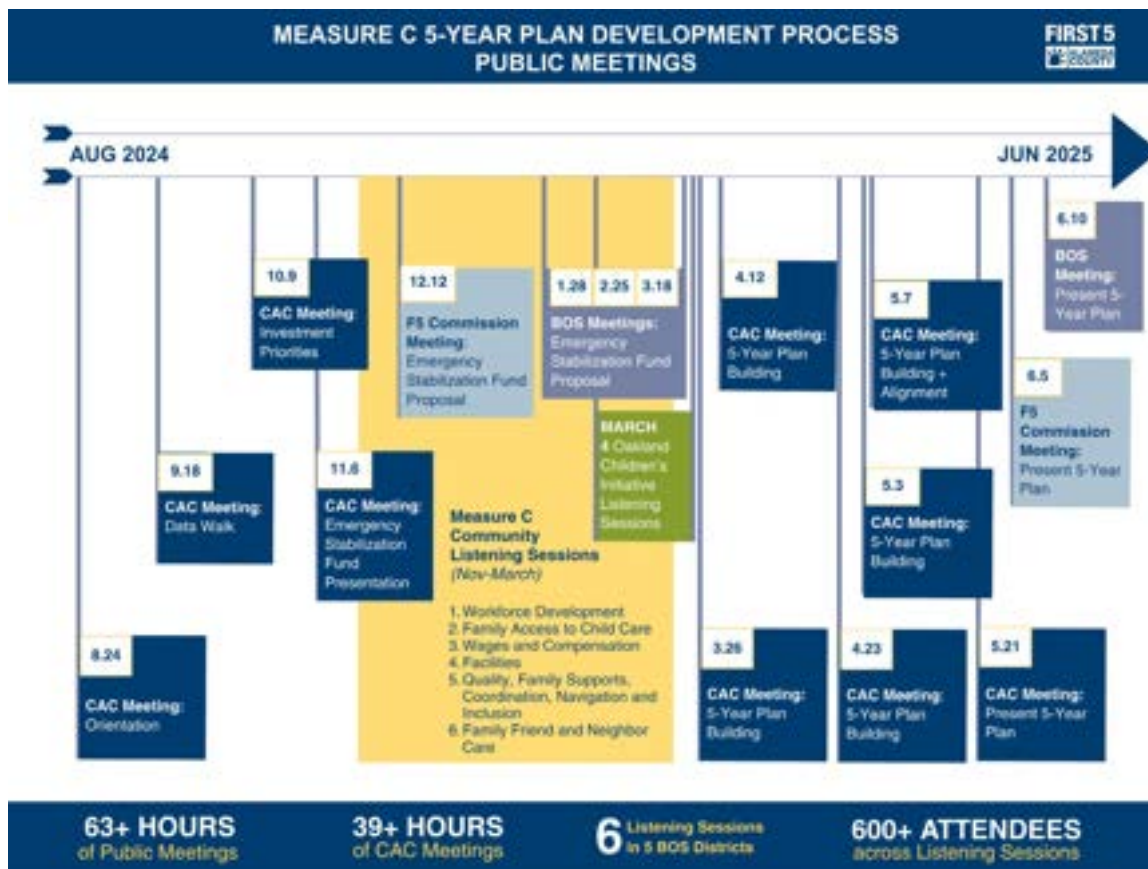 MEASURE C 5-YEAR PLAN DEVELOPMENT PROCESS
PUBLIC MEETINGS
FIRST 5
ALAMEDA
COUNTY
AUG 2024
JUN 2025
8.24
CAC Meeting:
Orientation
9.18
CAC Meeting:
Data Walk
10.9
CAC Meeting:
Investment
Priorities
11.6
CAC Meeting:
Emergency
Stabilization
Fund
Presentation
12.12
F5 Commission
Meeting:
Emergency
Stabilization Fund
Proposal
Measure C
Community
Listening Sessions
(Nov-March)
1. Workforce Development
2. Family Access to Child Care
3. Wages and Compensation
4. Facilities
5. Quality, Family Supports,
Coordination, Navigation and
Inclusion
6. Family Friend and Neighbor
Care
1.28 2.25 3.18
BOS Meetings:
Emergency
Stabilization Fund
Proposal
MARCH
4 Oakland
Children's
Initiative
Listening
Sessions
3.26
CAC Meeting:
5-Year Plan
Building
4.12
CAC Meeting:
5-Year Plan
Building
4.23
CAC Meeting:
5-Year Plan
Building
5.3
CAC Meeting:
5-Year Plan
Building
5.7
CAC Meeting:
5-Year Plan
Building +
Alignment
5.21
CAC Meeting:
Present 5-Year
Plan
6.5
F5
Commission
Meeting:
Present 5-Year
Plan
6.10
BOS
Meeting:
Present 5-
Year Plan
63+ HOURS
of Public Meetings
39+ HOURS
of CAC Meetings
6 Listening Sessions
in 5 BOS Districts
600+ ATTENDEES
across Listening Sessions